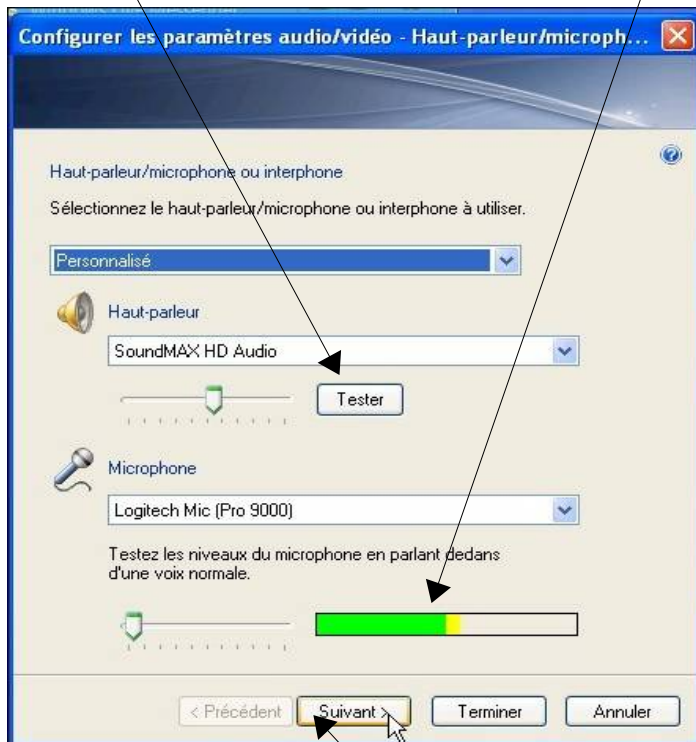 Configurer les paramètres audio/vidéo - Haut-parleur/microph...
Haut-parleur/microphone ou interphone
Sélectionnez le haut-parleur/microphone ou interphone à utiliser.
Personnalisé
Haut-parleur
SoundMAX HD Audio
Tester
Microphone
Logitech Mic (Pro 9000)
Testez les niveaux du microphone en parlant dedans
d'une voix normale.
< Précédent
Suivant >
Terminer
Annuler